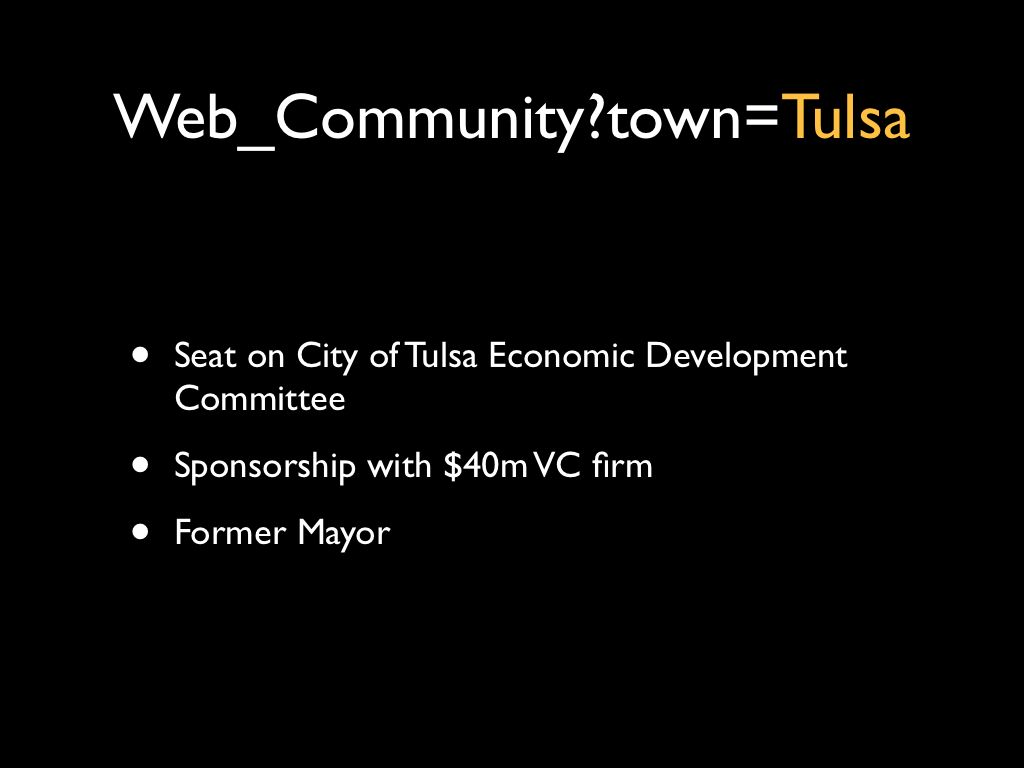 Web_Community?town=Tulsa
• Seat on City of Tulsa Economic Development
Committee
• Sponsorship with $40m VC firm
• Former Mayor